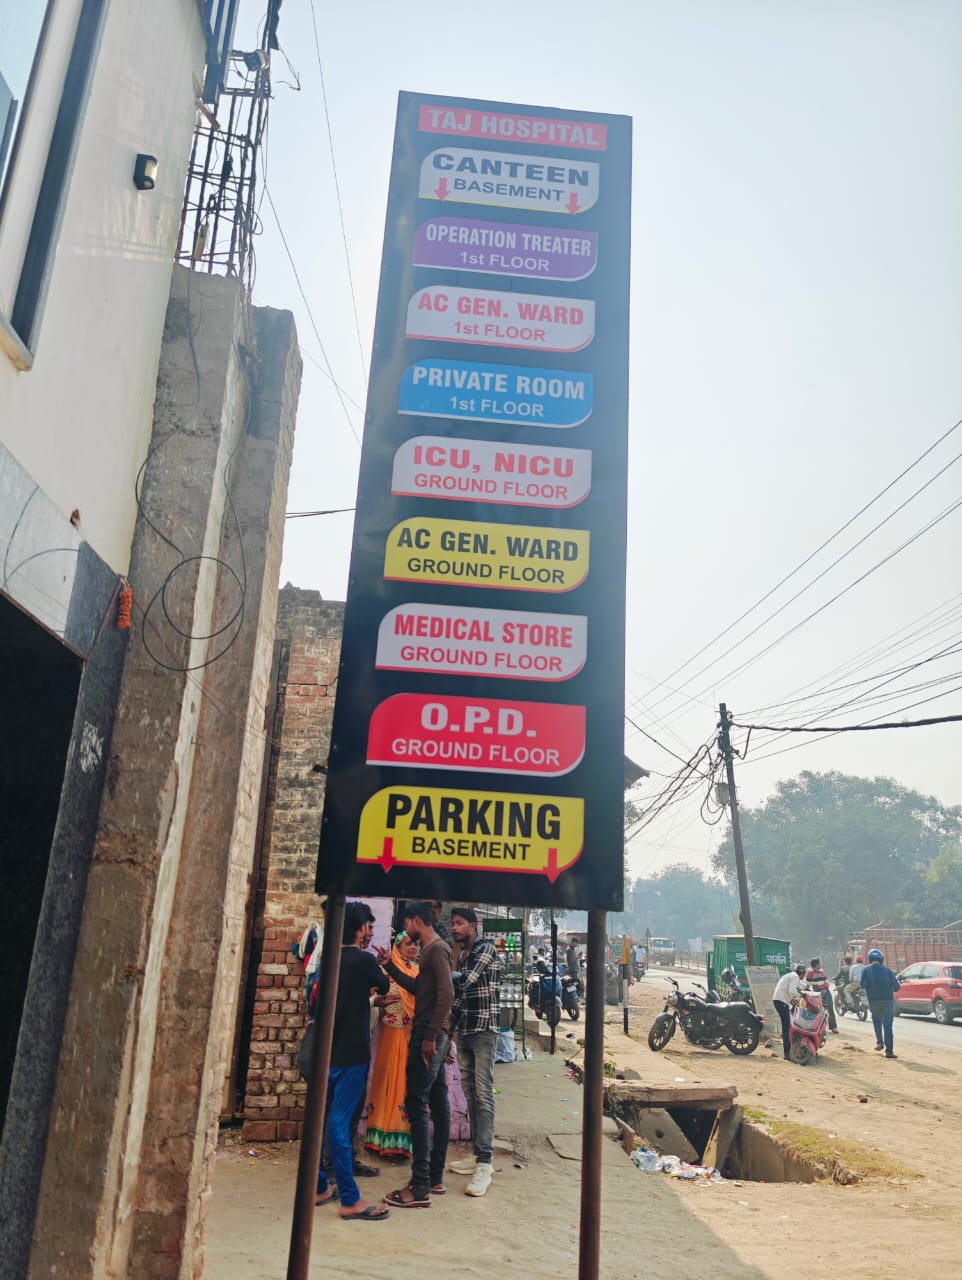 TAJ HOSPITAL
CANTEEN
BASEMENT
OPERATION TREATER
1st FLOOR
AC GEN. WARD
1st FLOOR
PRIVATE ROOM
1st FLOOR
ICU, NICU
GROUND FLOOR
AC GEN. WARD
GROUND FLOOR
MEDICAL STORE
GROUND FLOOR
O.P.D.
GROUND FLOOR
PARKING
BASEMENT
पार्सल